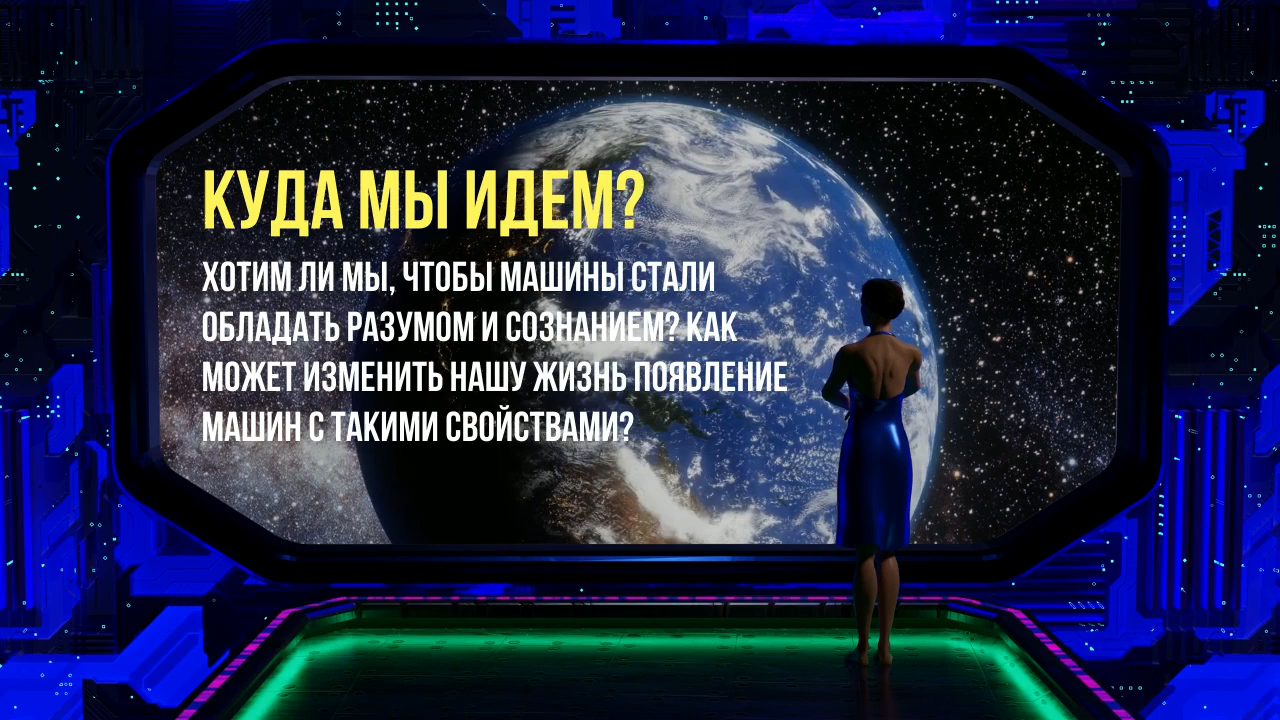 КУДА МЫ ИДЕМ?
ХОТИМ ЛИ МЫ, ЧТОБЫ МАШИНЫ СТАЛИ
ОБЛАДАТЬ РАЗУМОМ И СОЗНАНИЕМ? КАК
МОЖЕТ ИЗМЕНИТЬ НАШУ ЖИЗНЬ ПОЯВЛЕНИЕ
МАШИН С ТАКИМИ СВОЙСТВАМИ?